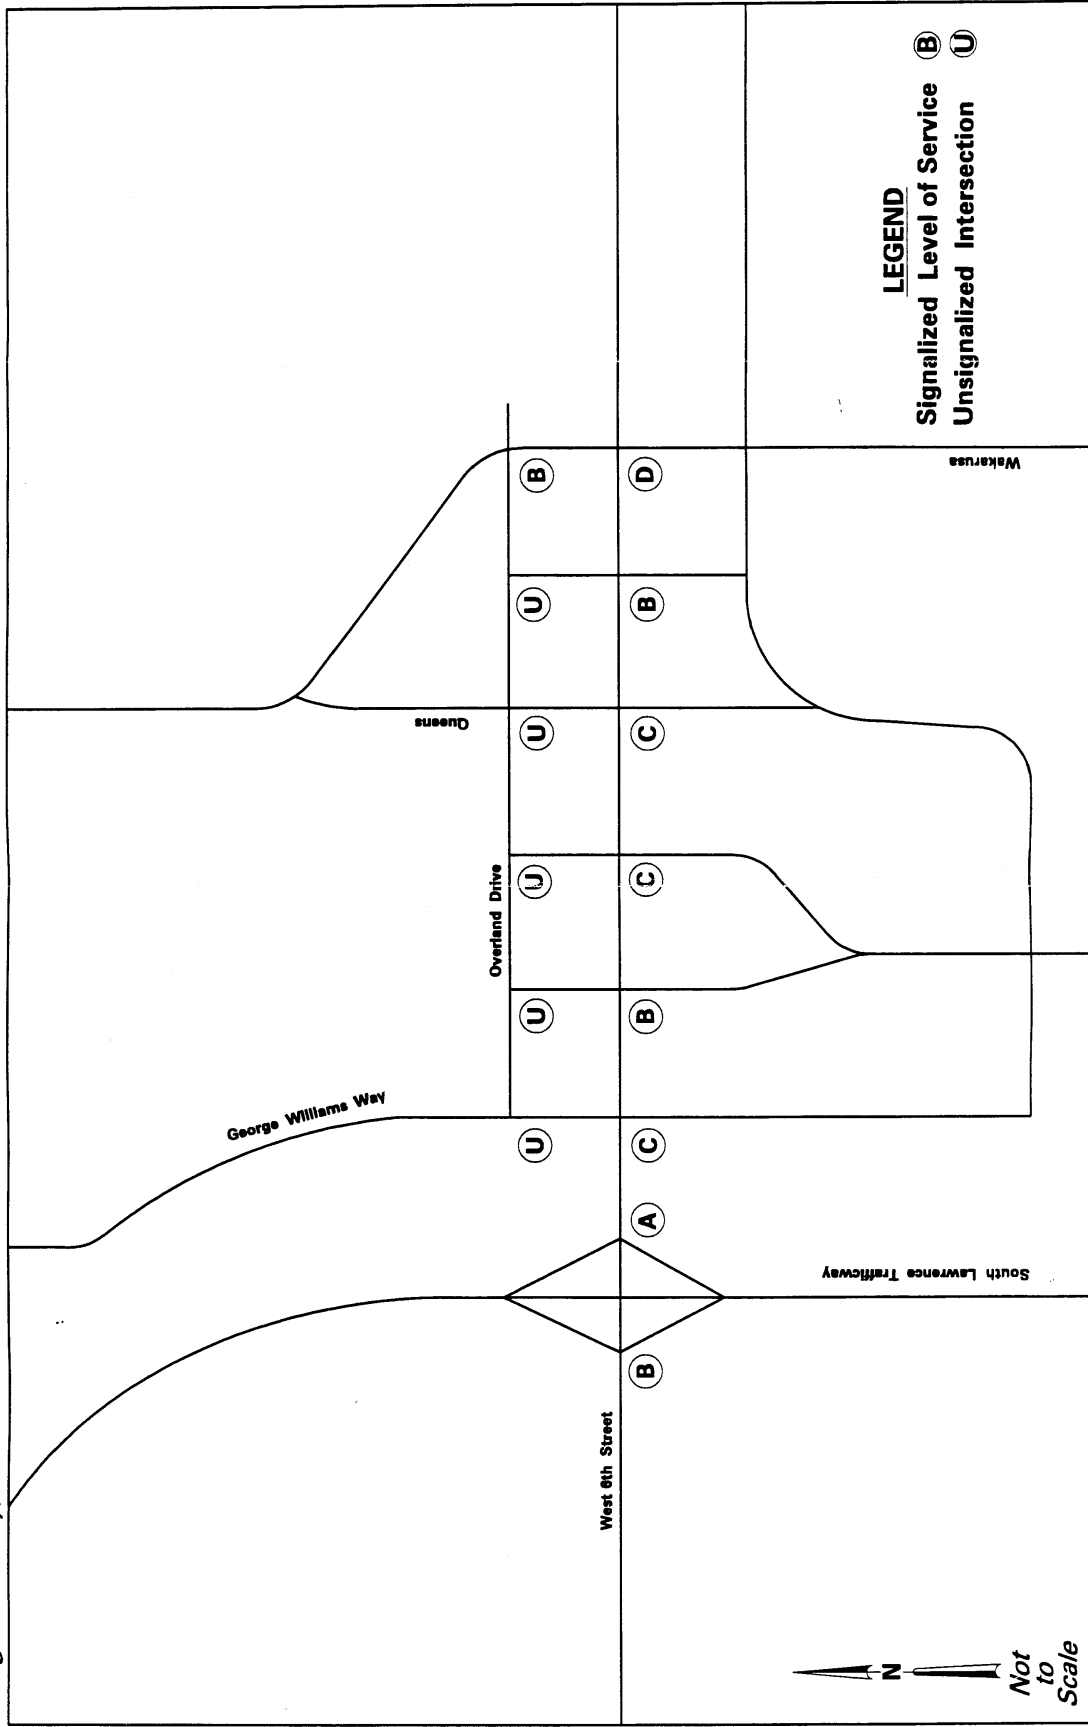 George Williams Way
Queens
Overland Drive
U U U U U B
West 6th Street
B A C B C C B D
South Lawrence Trafficway
Wakarusa
LEGEND
Signalized Level of Service B
Unsignalized Intersection U
N
Not
to
Scale